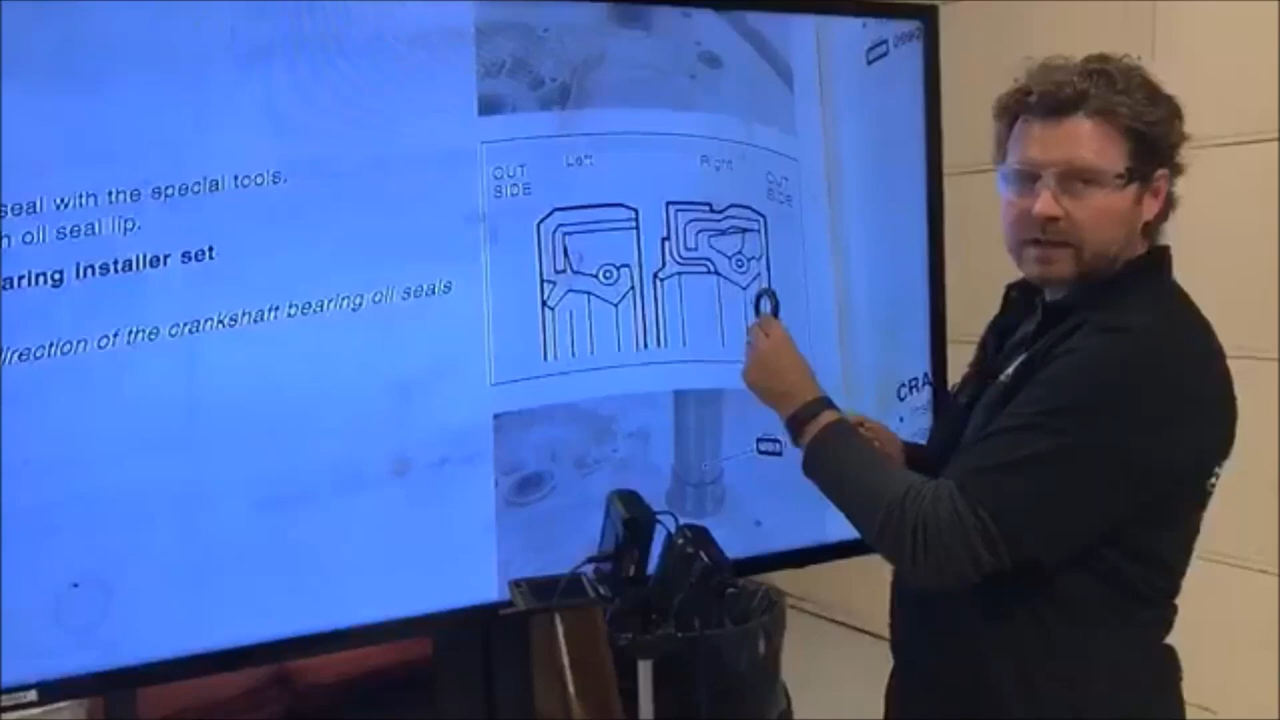 seal with the special tools.
oil seal lip.
aring installer set
direction of the crankshaft bearing oil seals
OUT
SIDE
Left
Right
OUT
SIDE
CRA